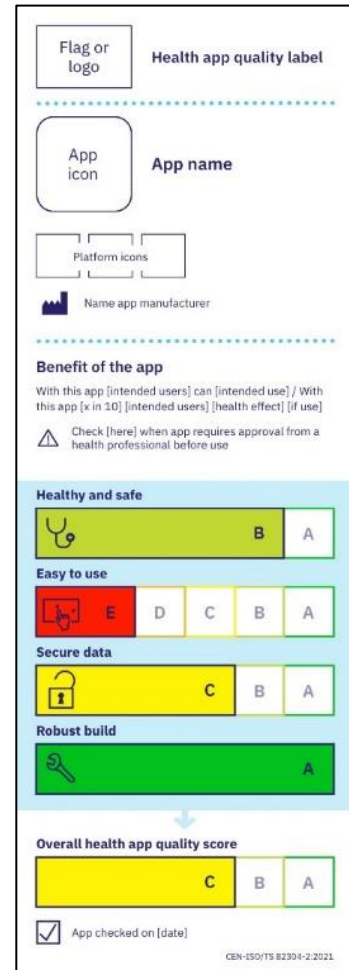 Flag or
logo
Health app quality label
App
icon
App name
Platform icons
Name app manufacturer
Benefit of the app
With this app [intended users] can [intended use] / With
this app [x in 10] [intended users] [health effect] [if use]
Check [here] when app requires approval from a
health professional before use
Healthy and safe
B A
Easy to use
E D C B A
Secure data
C B A
Robust build
A
Overall health app quality score
C B A
App checked on [date]
CEN-ISO/TS 82304-2:2021